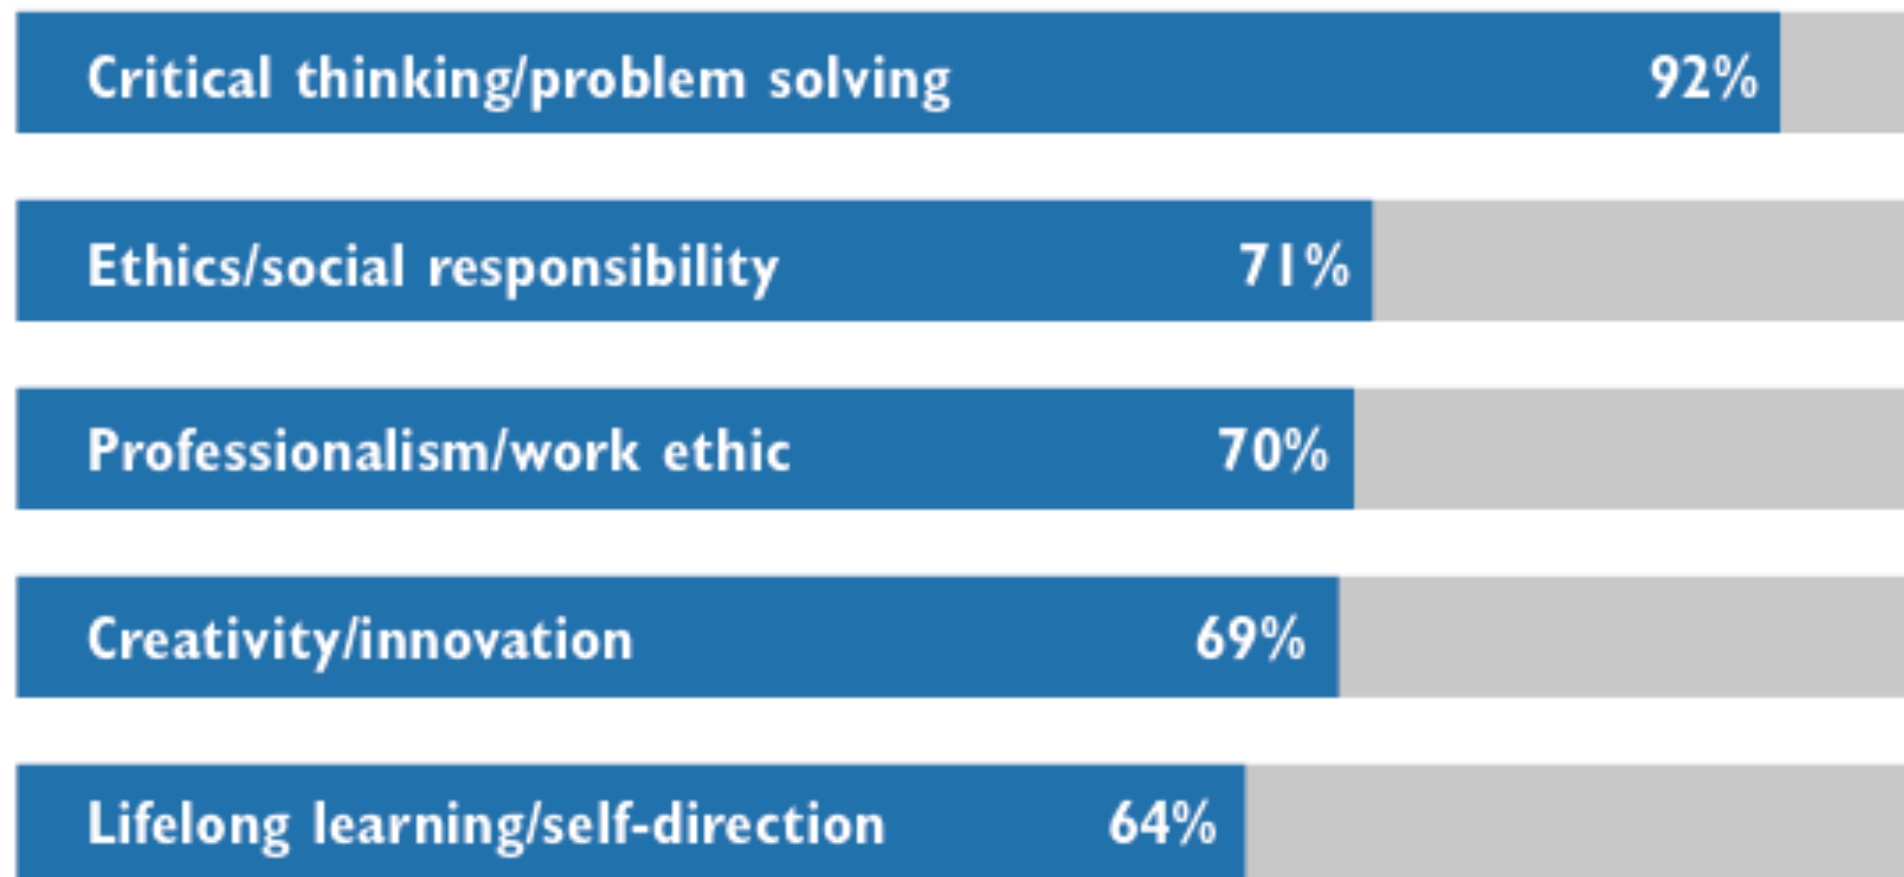 Critical thinking/problem solving 92%
Ethics/social responsibility 71%
Professionalism/work ethic 70%
Creativity/innovation 69%
Lifelong learning/self-direction 64%